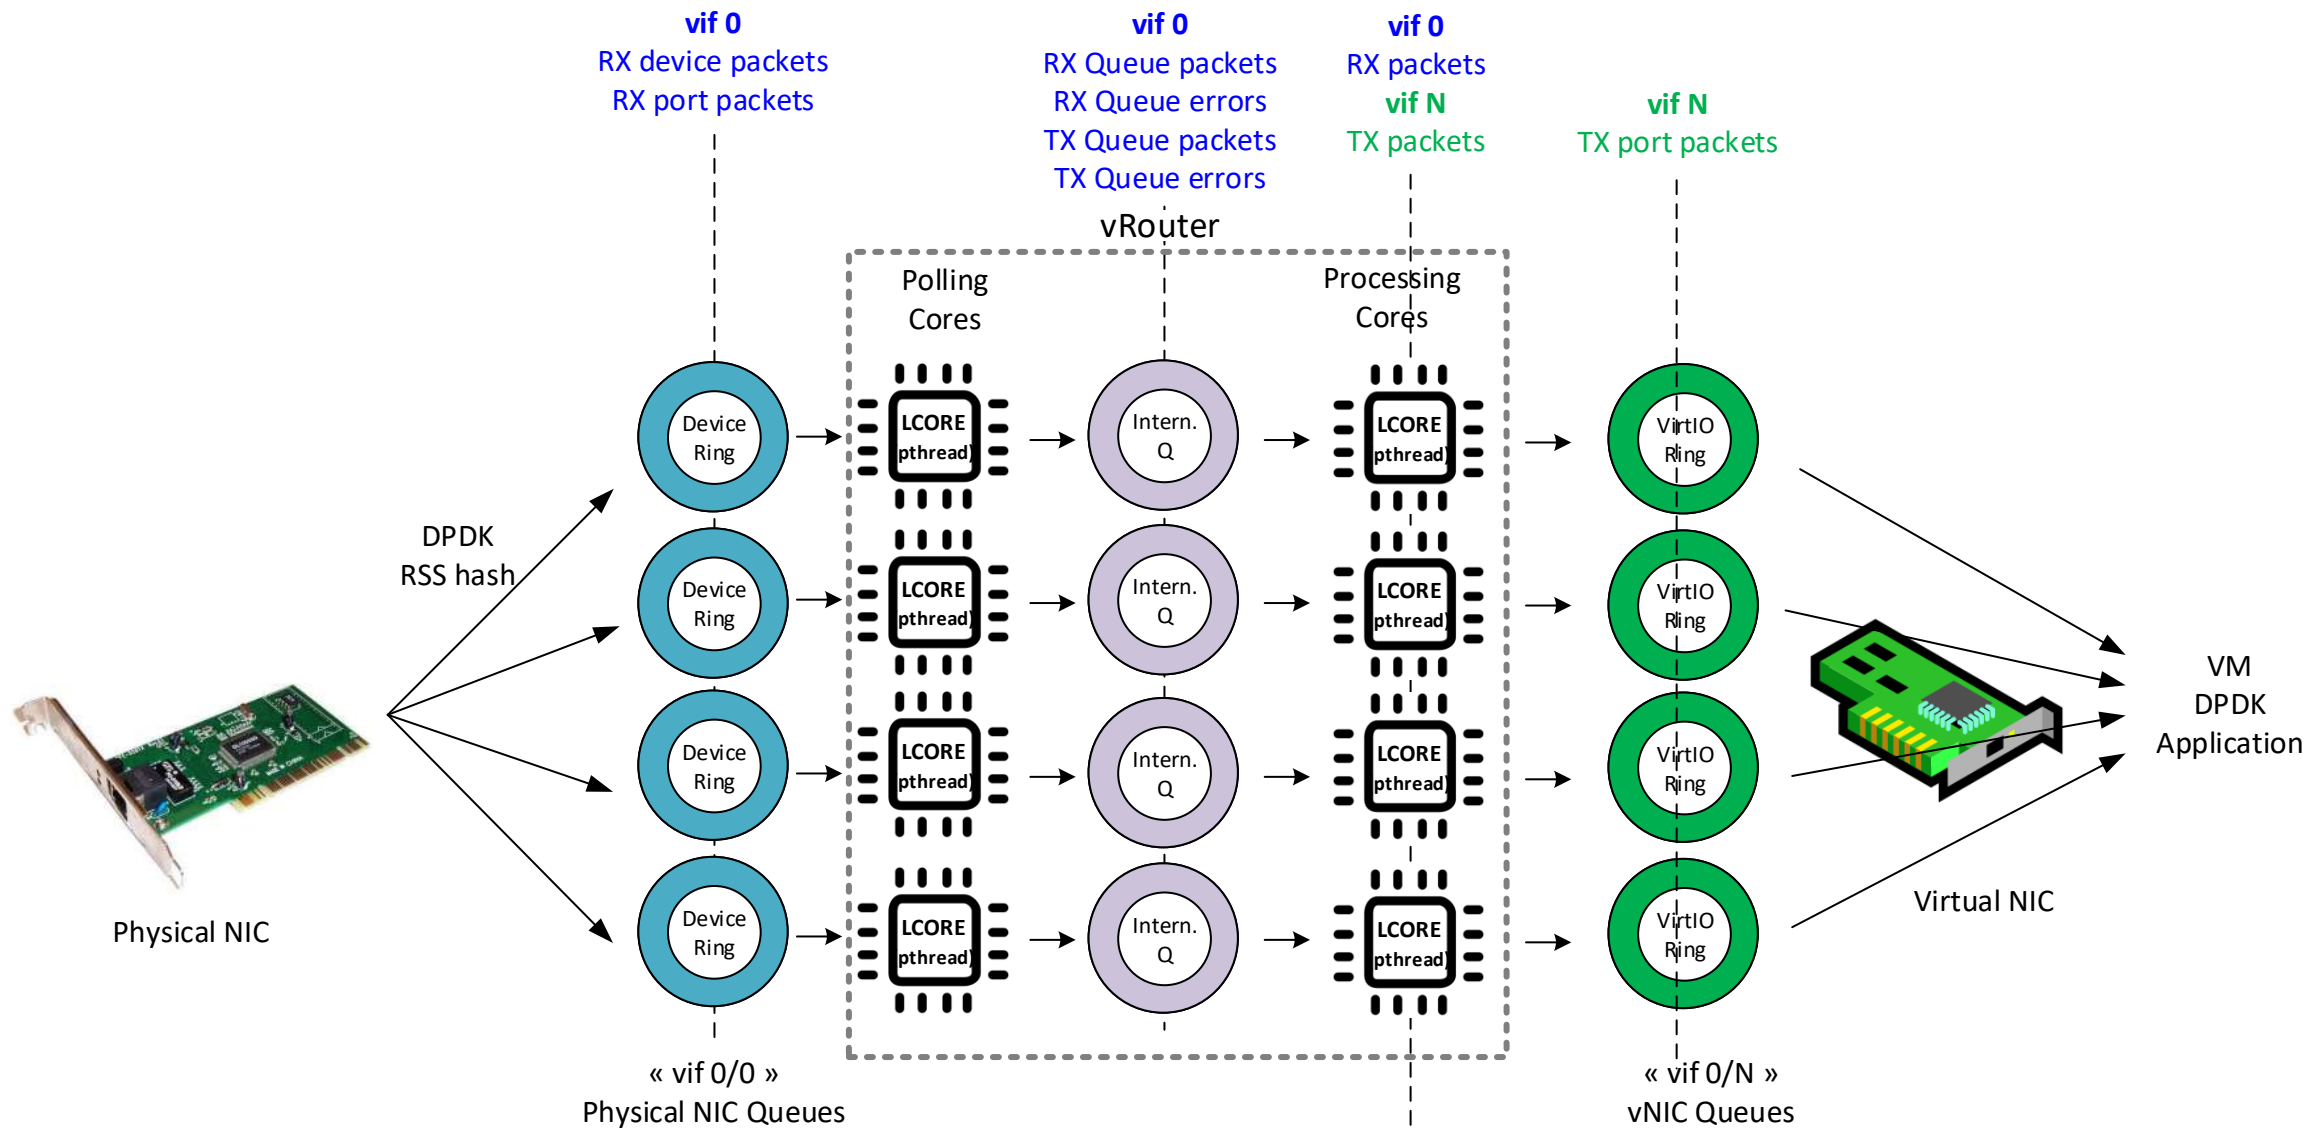 vif 0
RX device packets
RX port packets
vif 0
RX Queue packets
RX Queue errors
TX Queue packets
TX Queue errors
vif 0
RX packets
vif N
TX packets
vif N
TX port packets
vRouter
Polling
Cores
Processing
Cores
DPDK
RSS hash
Physical NIC
Device
Ring
LCORE
pthread)
Intern.
Q
LCORE
pthread)
VirtIO
Ring
Device
Ring
LCORE
pthread)
Intern.
Q
LCORE
pthread)
VirtIO
Ring
Device
Ring
LCORE
pthread)
Intern.
Q
LCORE
pthread)
VirtIO
Ring
Device
Ring
LCORE
pthread)
Intern.
Q
LCORE
pthread)
VirtIO
Ring
VM
DPDK
Application
Virtual NIC
« vif 0/0 »
Physical NIC Queues
« vif 0/N »
vNIC Queues